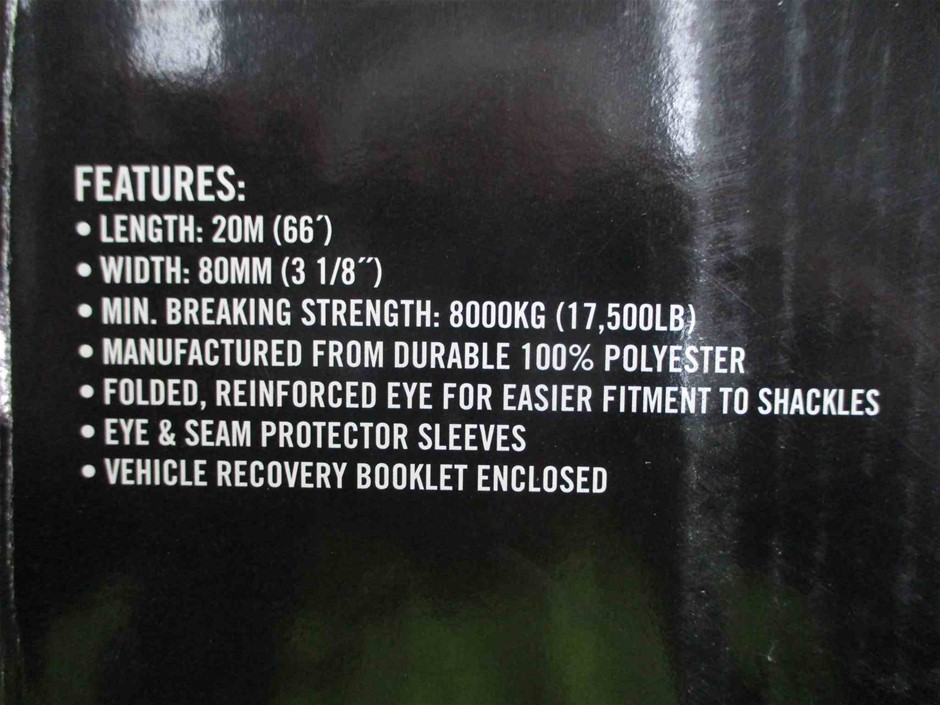 FEATURES:
• LENGTH: 20M (66´)
• WIDTH: 80MM (3 1/8´´)
• MIN. BREAKING STRENGTH: 8000KG (17,500LB)
• MANUFACTURED FROM DURABLE 100% POLYESTER
• FOLDED, REINFORCED EYE FOR EASIER FITMENT TO SHACKLES
• EYE & SEAM PROTECTOR SLEEVES
• VEHICLE RECOVERY BOOKLET ENCLOSED